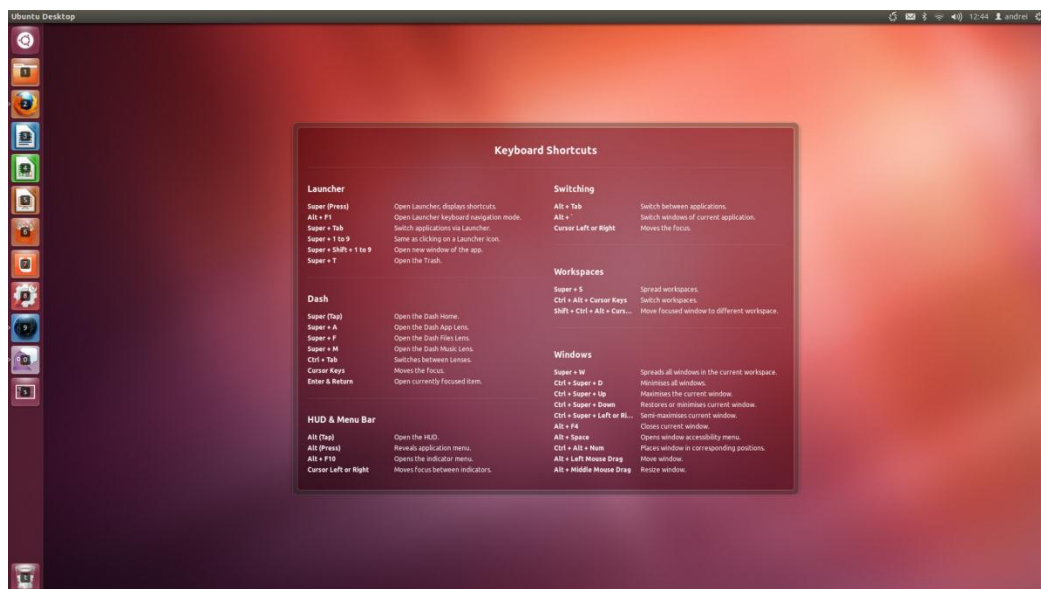 Ubuntu Desktop
12:44 andrei
Keyboard Shortcuts
Launcher
Super (Press) Open Launcher, displays shortcuts.
Alt + F1 Open Launcher keyboard navigation mode.
Super + Tab Switch applications via Launcher.
Super + 1 to 9 Same as clicking on a Launcher icon.
Super + Shift + 1 to 9 Open new window of the app.
Super + T Open the Trash.
Dash
Super (Tap) Open the Dash Home.
Super + A Open the Dash App Lens.
Super + F Open the Dash Files Lens.
Super + M Open the Dash Music Lens.
Ctrl + Tab Switches between Lenses.
Cursor Keys Moves the focus.
Enter & Return Open currently focused item.
HUD & Menu Bar
Alt (Tap) Open the HUD.
Alt (Press) Reveals application menu.
Alt + F10 Opens the indicator menu.
Cursor Left or Right Moves focus between indicators.
Switching
Alt + Tab Switch between applications.
Alt + ` Switch windows of current application.
Cursor Left or Right Moves the focus.
Workspaces
Super + S Spread workspaces.
Ctrl + Alt + Cursor Keys Switch workspaces.
Shift + Ctrl + Alt + Curs... Move focused window to different workspace.
Windows
Super + W Spreads all windows in the current workspace.
Ctrl + Super + D Minimises all windows.
Ctrl + Super + Up Maximises the current window.
Ctrl + Super + Down Restores or minimises current window.
Ctrl + Super + Left or Ri... Semi-maximises current window.
Alt + F4 Closes current window.
Alt + Space Opens window accessibility menu.
Ctrl + Alt + Num Places window in corresponding positions.
Alt + Left Mouse Drag Move window.
Alt + Middle Mouse Drag Resize window.
1
2
3
4
5
6
7
8
9
0
S
T